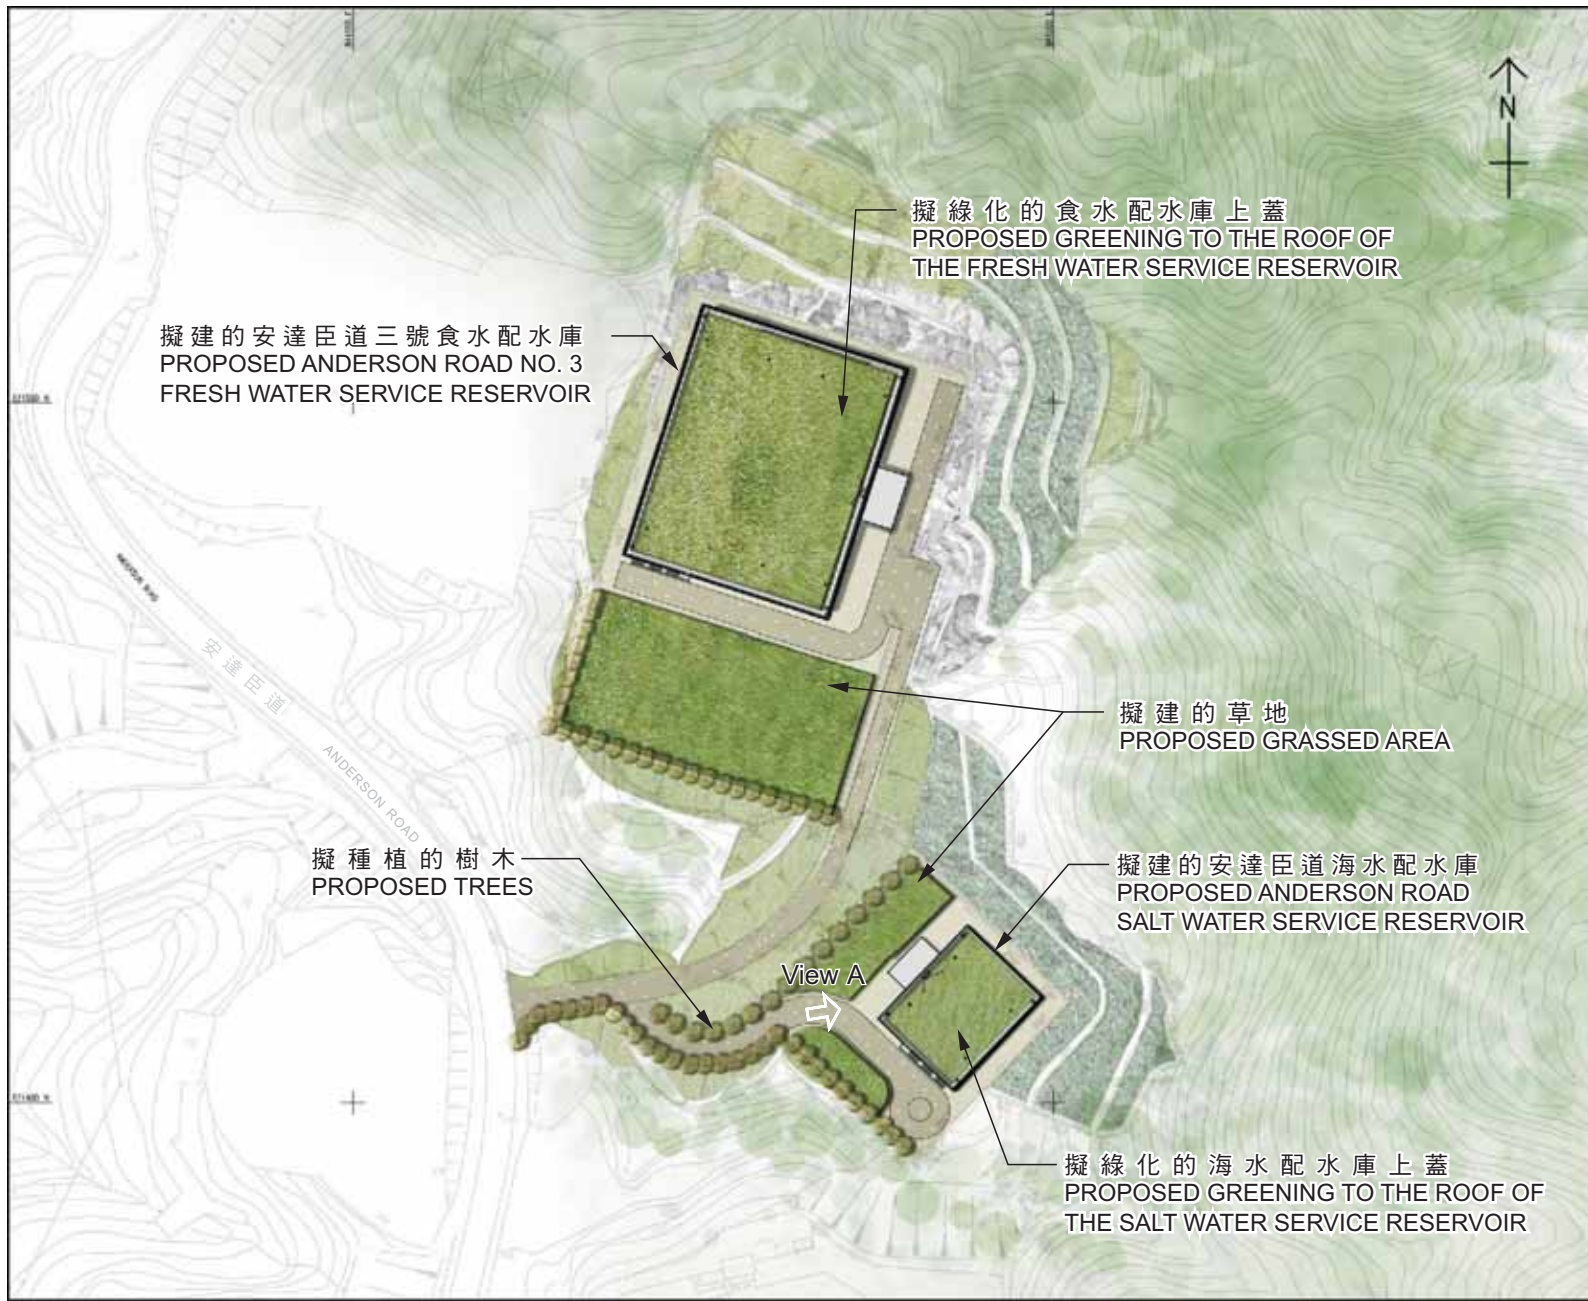 N
擬綠化的食水配水庫上蓋
PROPOSED GREENING TO THE ROOF OF
THE FRESH WATER SERVICE RESERVOIR
擬建的安達臣道三號食水配水庫
PROPOSED ANDERSON ROAD NO. 3
FRESH WATER SERVICE RESERVOIR
安達臣道
ANDERSON ROAD
擬建的草地
PROPOSED GRASSED AREA
擬種植的樹木
PROPOSED TREES
擬建的安達臣道海水配水庫
PROPOSED ANDERSON ROAD
SALT WATER SERVICE RESERVOIR
View A
擬綠化的海水配水庫上蓋
PROPOSED GREENING TO THE ROOF OF
THE SALT WATER SERVICE RESERVOIR